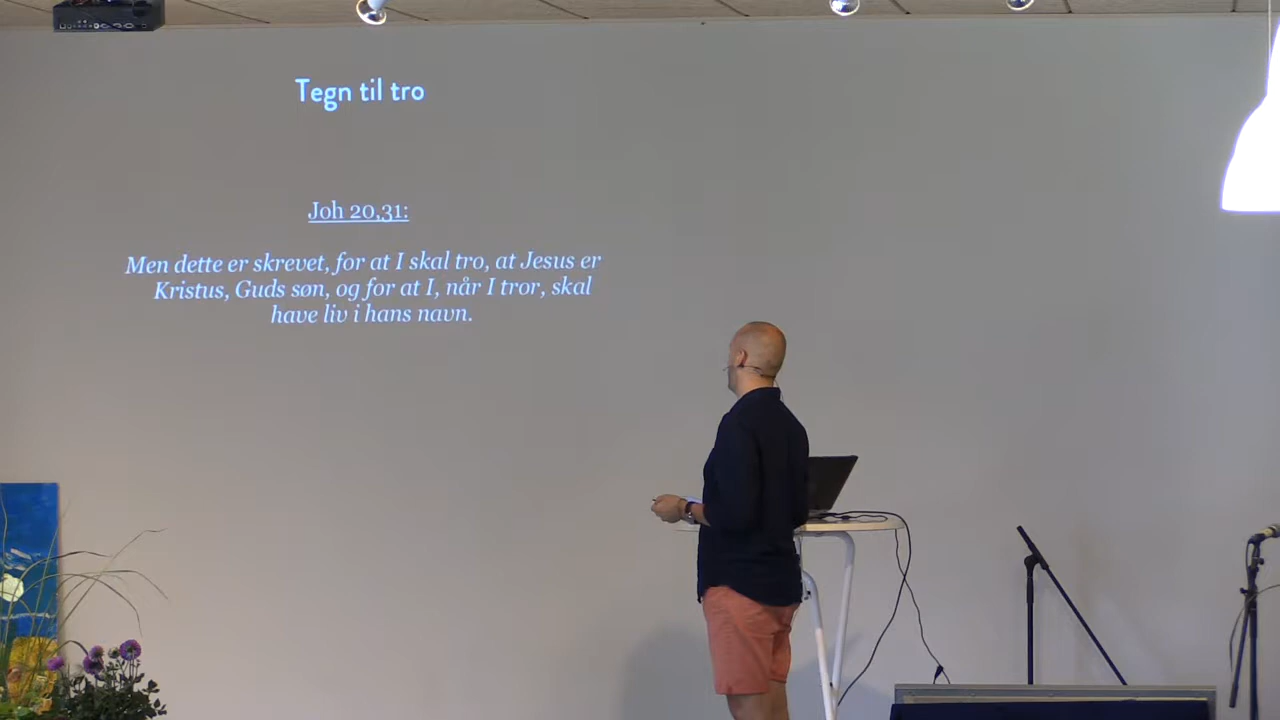 Tegn til tro
Joh 20,31:
Men dette er skrevet, for at I skal tro, at Jesus er
Kristus, Guds søn, og for at I, når I tror, skal
have liv i hans navn.